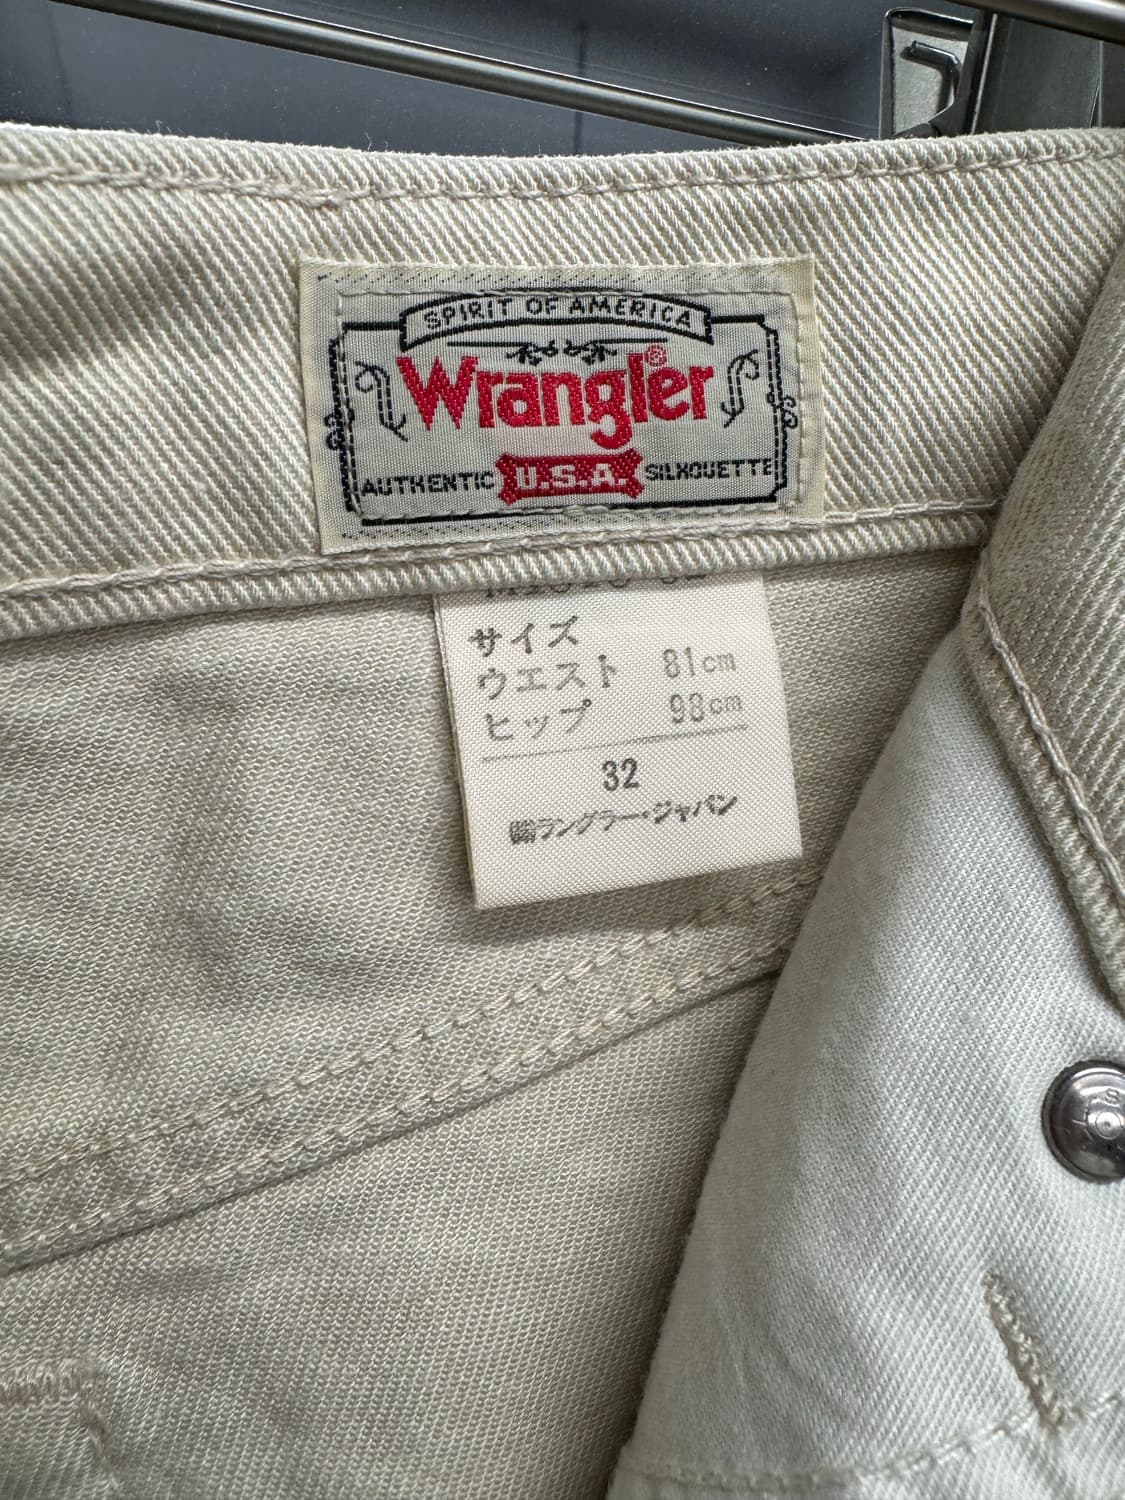 SPIRIT OF AMERICA
Wrangler®
AUTHENTIC U.S.A. SILHOUETTE
サイズ
ウエスト 81cm
ヒップ 98cm
32
㈱ラングラー・ジャパン